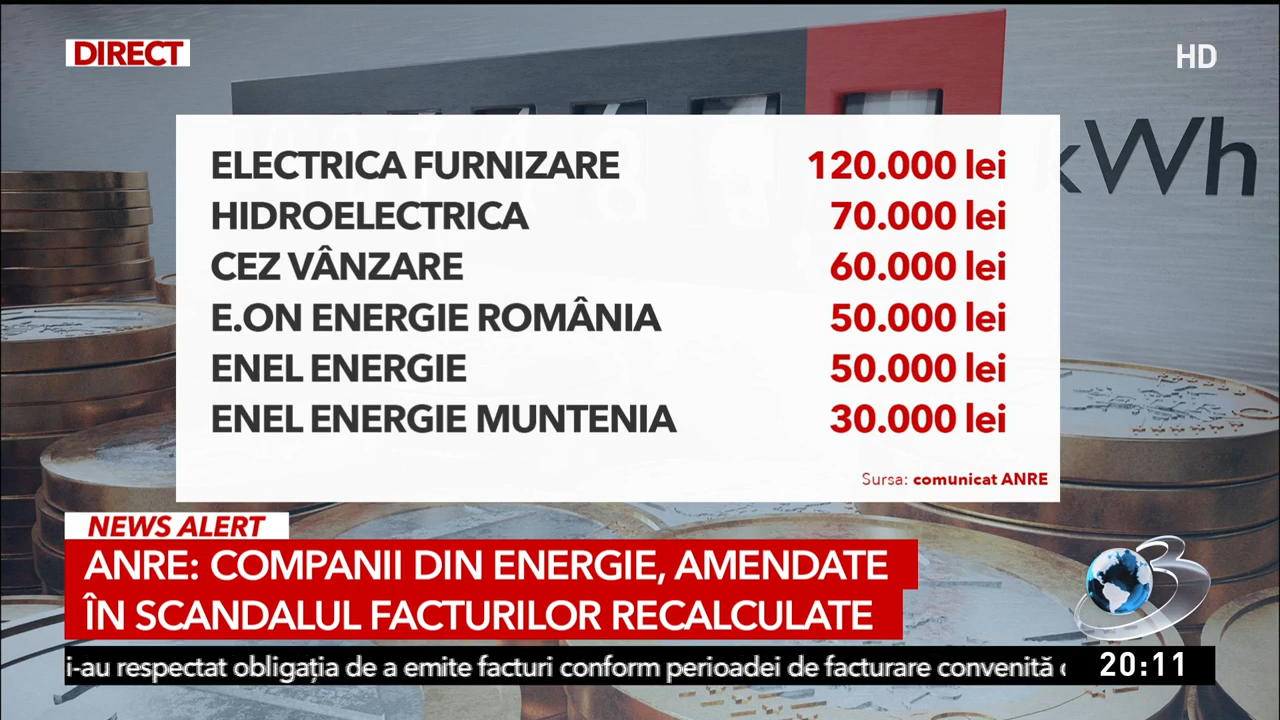 DIRECT
HD
kWh
ELECTRICA FURNIZARE 120.000 lei
HIDROELECTRICA 70.000 lei
CEZ VÂNZARE 60.000 lei
E.ON ENERGIE ROMÂNIA 50.000 lei
ENEL ENERGIE 50.000 lei
ENEL ENERGIE MUNTENIA 30.000 lei
Sursa: comunicat ANRE
NEWS ALERT
ANRE: COMPANII DIN ENERGIE, AMENDATE
ÎN SCANDALUL FACTURILOR RECALCULATE
3
i-au respectat obligația de a emite facturi conform perioadei de facturare convenită
20:11